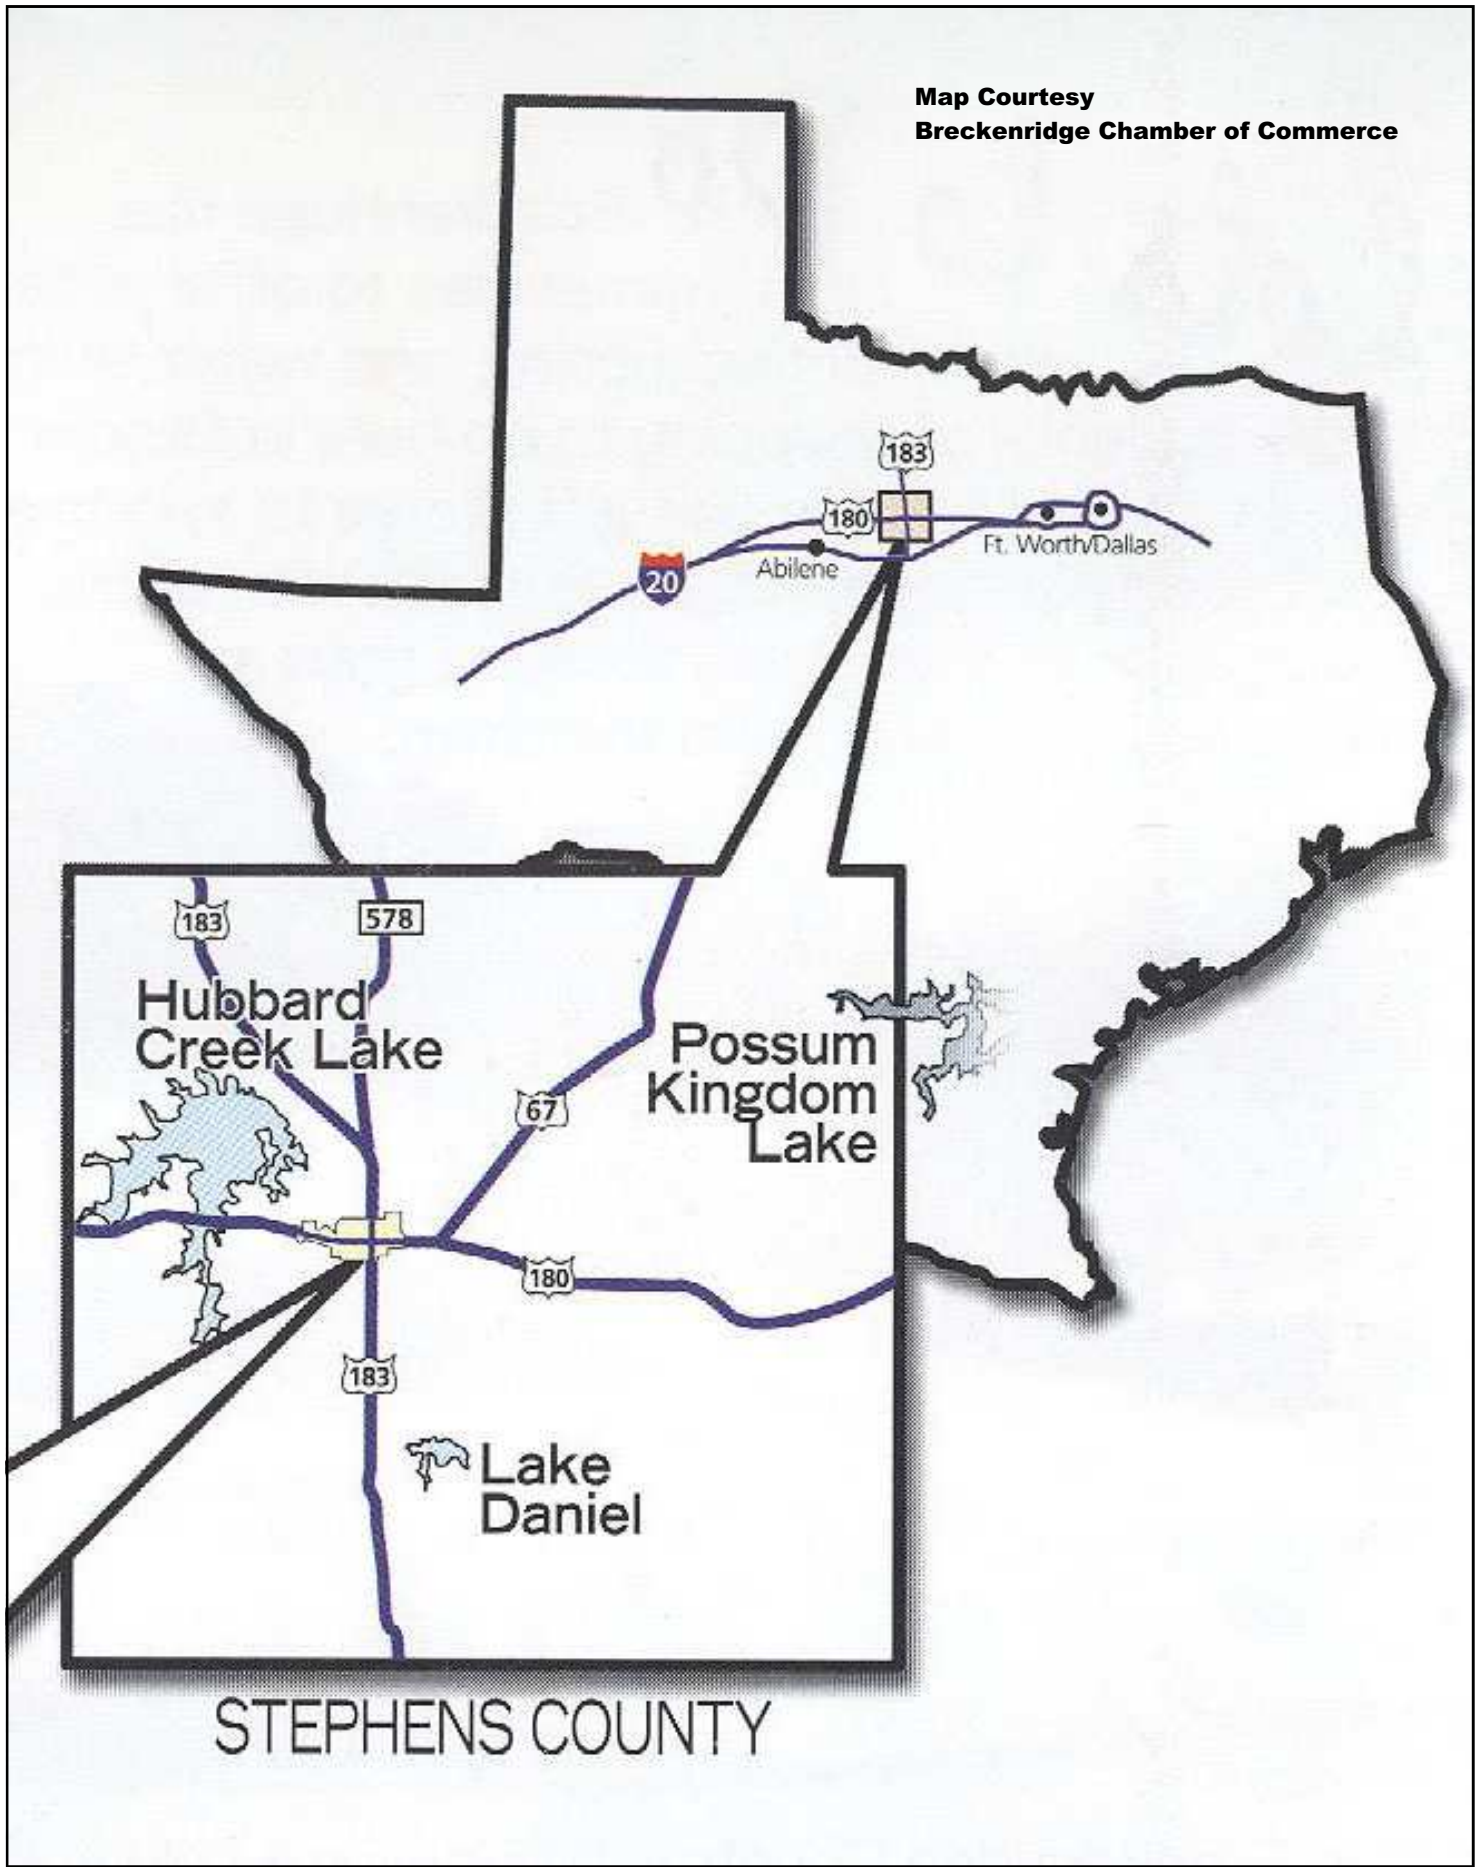 Map Courtesy
Breckenridge Chamber of Commerce
183
180
Ft. Worth/Dallas
Abilene
20
183
578
Hubbard
Creek Lake
Possum
Kingdom
Lake
67
180
183
Lake
Daniel
STEPHENS COUNTY